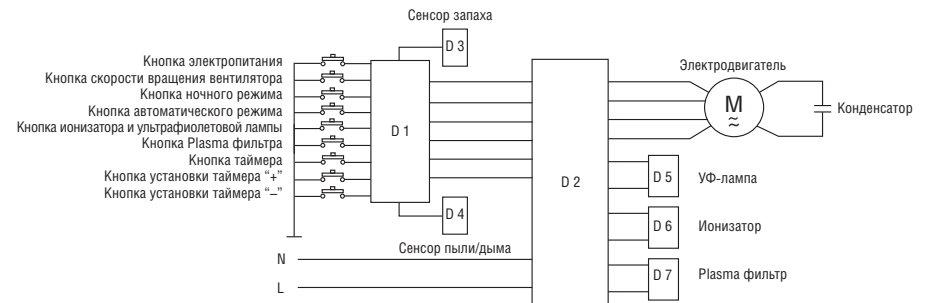 Сенсор запаха
D 3
Кнопка электропитания
Кнопка скорости вращения вентилятора
Кнопка ночного режима
Кнопка автоматического режима
Кнопка ионизатора и ультрафиолетовой лампы
Кнопка Plasma фильтра
Кнопка таймера
Кнопка установки таймера “+”
Кнопка установки таймера “–”
D 1
D 4
Сенсор пыли/дыма
N
L
D 2
Электродвигатель
M
~
~
Конденсатор
D 5
УФ-лампа
D 6
Ионизатор
D 7
Plasma фильтр